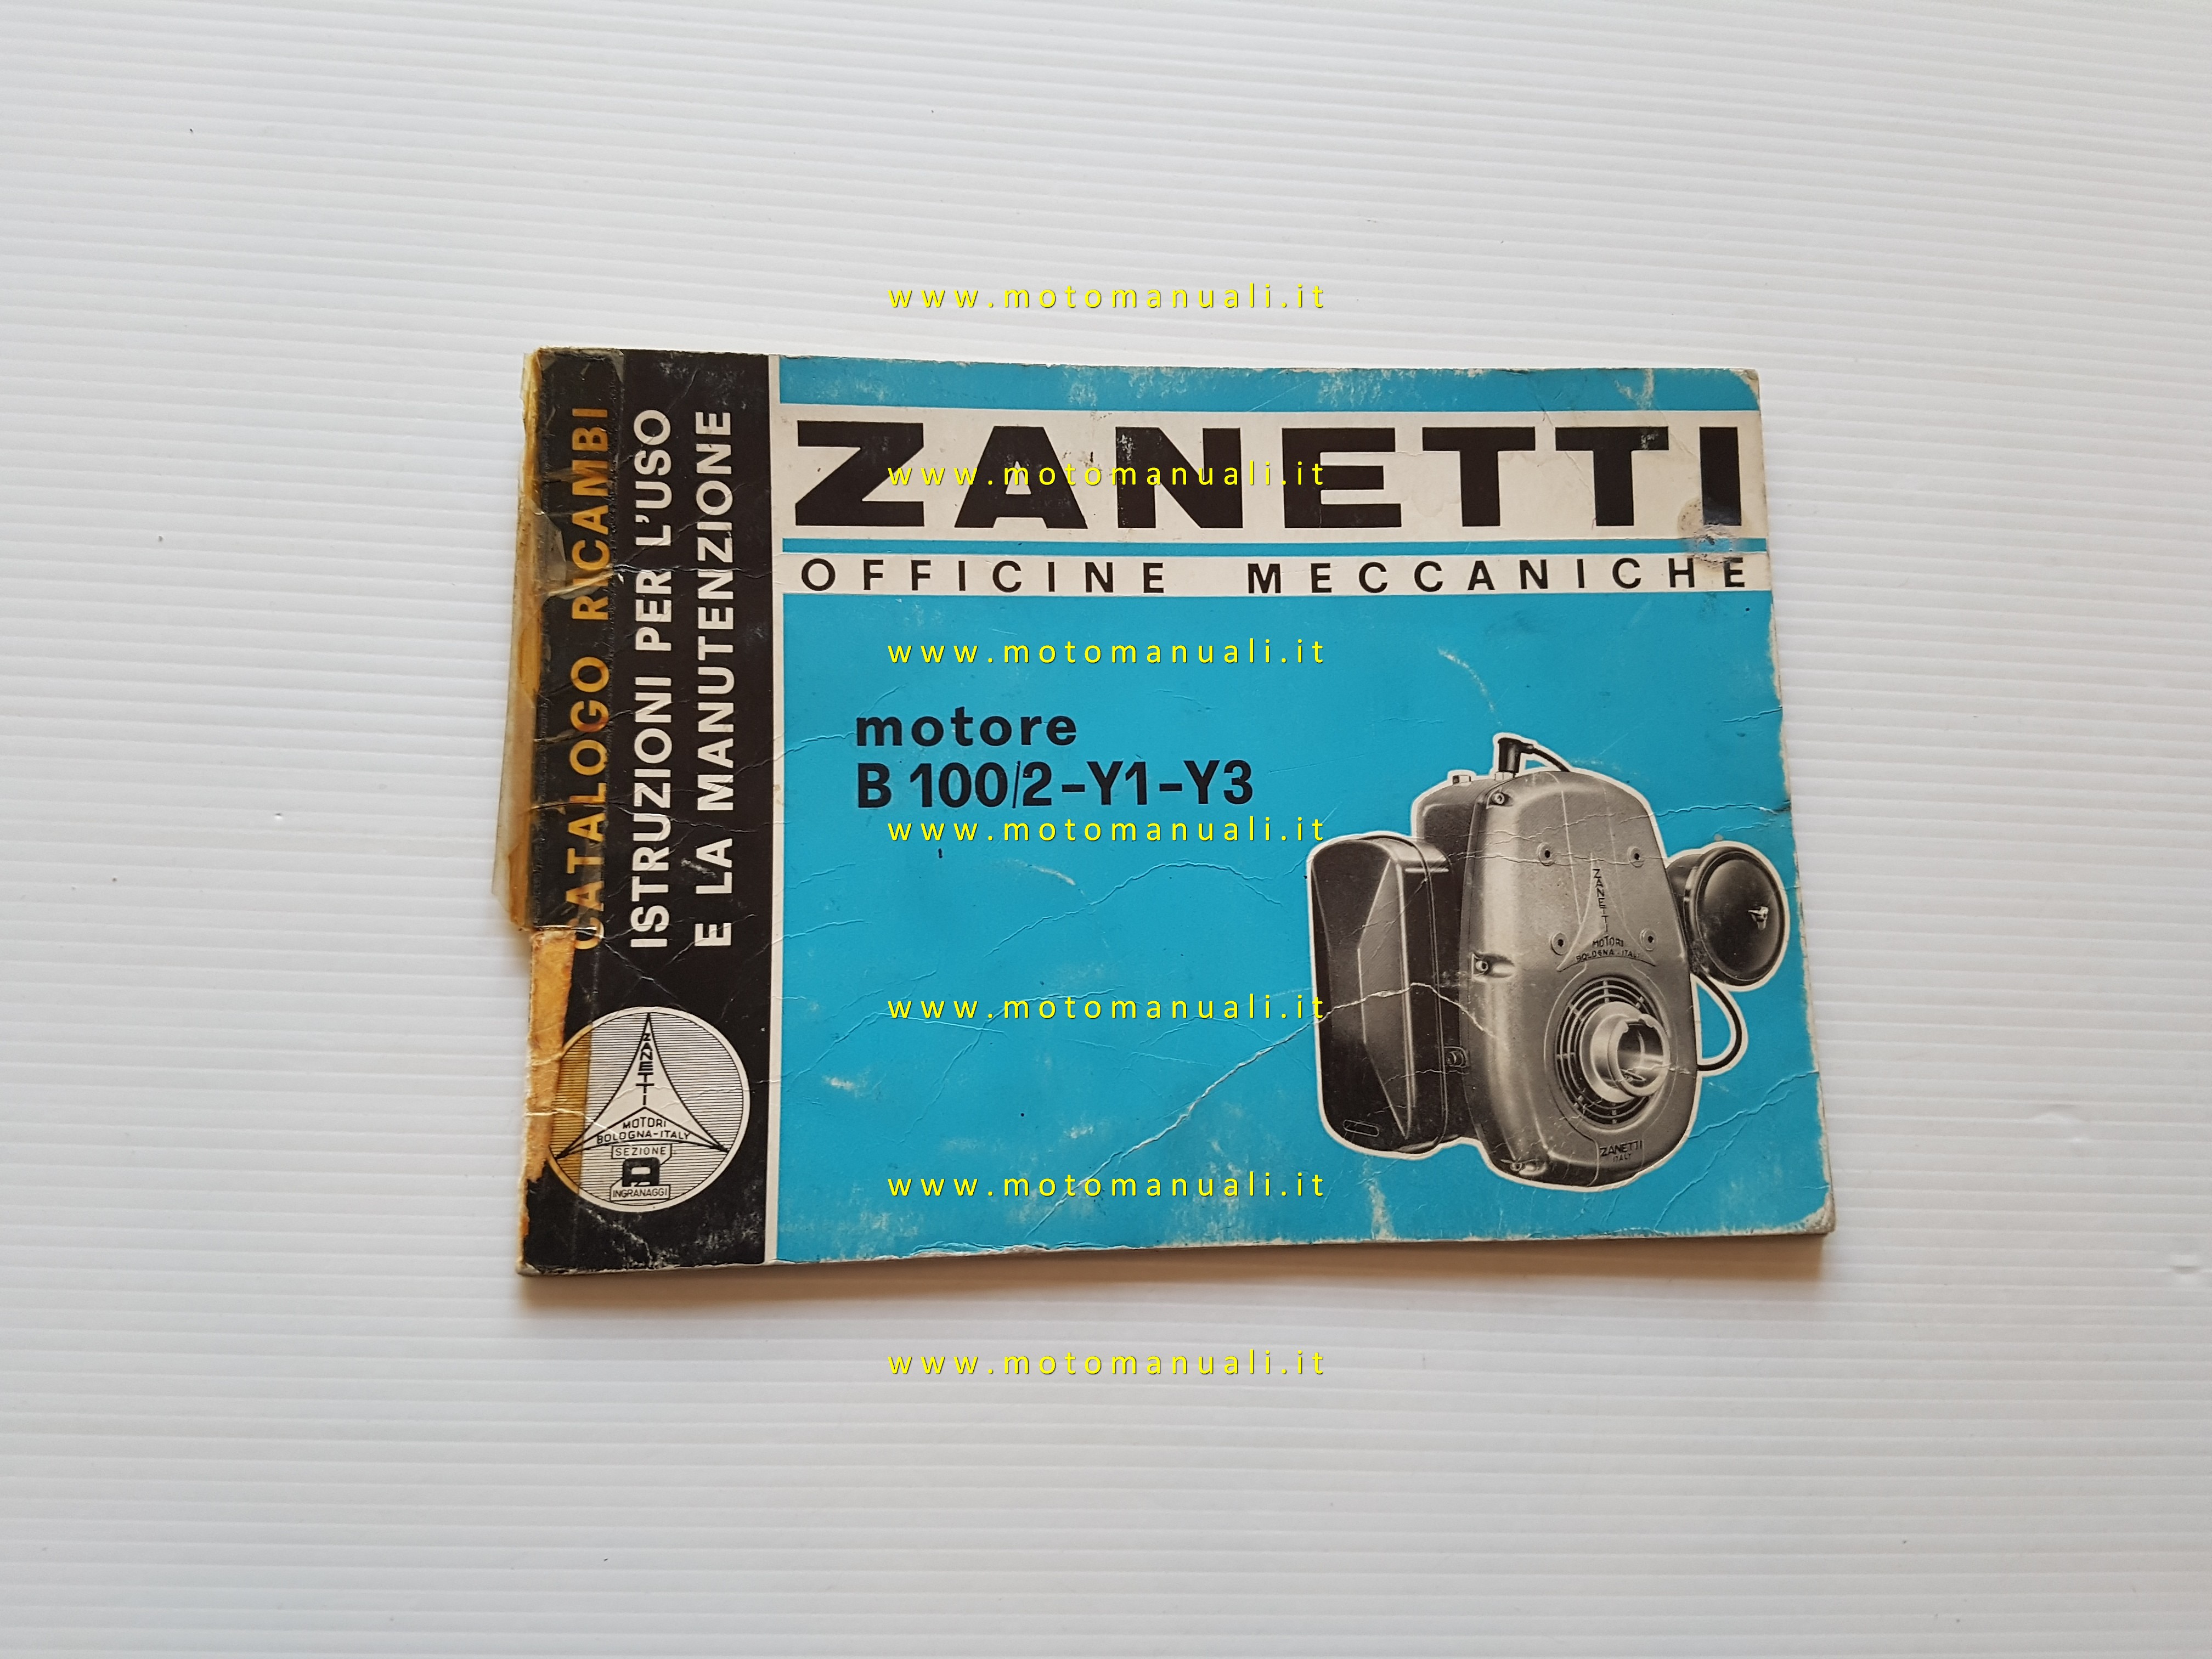 www.motomanuali.it
CATALOGO RICAMBI
ISTRUZIONI PER L'USO
E LA MANUTENZIONE
ZANETTI
www.motomanuali.it
OFFICINE MECCANICHE
www.motomanuali.it
motore
B 100/2-Y1-Y3
www.motomanuali.it
ZANETTI
MOTORI
BOLOGNA-ITALY
www.motomanuali.it
ZANETTI
MOTORI
BOLOGNA-ITALY
SEZIONE
A
INGRANAGGI
ZANETTI
ITALY
www.motomanuali.it
www.motomanuali.it